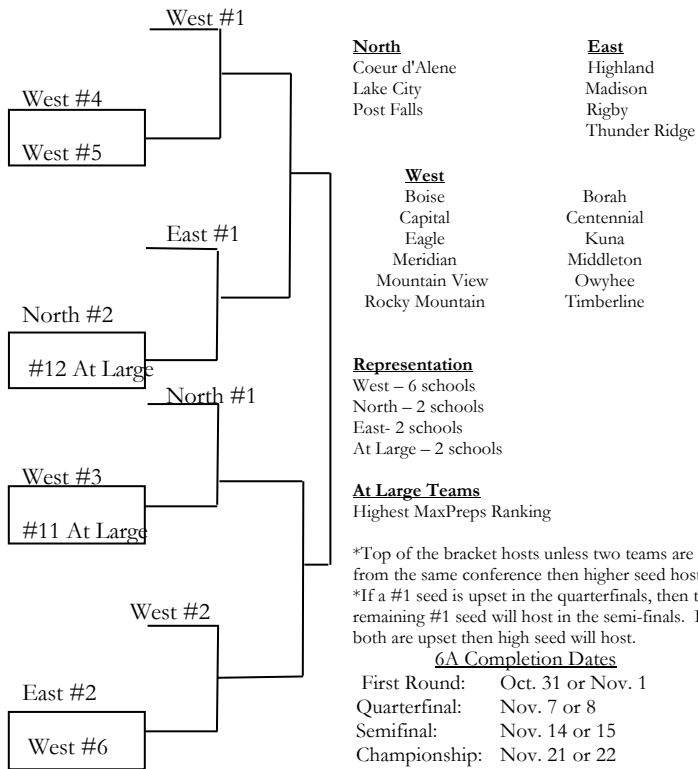 West #1
West #4
West #5
East #1
North #2
#12 At Large
North #1
West #3
#11 At Large
West #2
East #2
West #6
North
Coeur d'Alene
Lake City
Post Falls
East
Highland
Madison
Rigby
Thunder Ridge
West
Boise Borah
Capital Centennial
Eagle Kuna
Meridian Middleton
Mountain View Owyhee
Rocky Mountain Timberline
Representation
West – 6 schools
North – 2 schools
East- 2 schools
At Large – 2 schools
At Large Teams
Highest MaxPreps Ranking
*Top of the bracket hosts unless two teams are
from the same conference then higher seed host
*If a #1 seed is upset in the quarterfinals, then t
remaining #1 seed will host in the semi-finals. I
both are upset then high seed will host.
6A Completion Dates
First Round: Oct. 31 or Nov. 1
Quarterfinal: Nov. 7 or 8
Semifinal: Nov. 14 or 15
Championship: Nov. 21 or 22